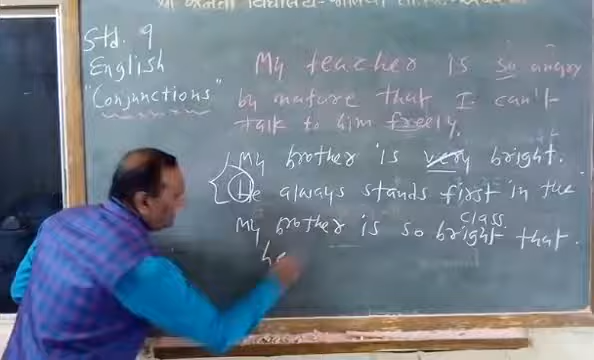 Std. 9
English
"Conjunctions"
My teacher is so angry
by nature that I can't
talk to him freely.
My brother is very bright.
He always stands first in the
class.
My brother is so bright that
he